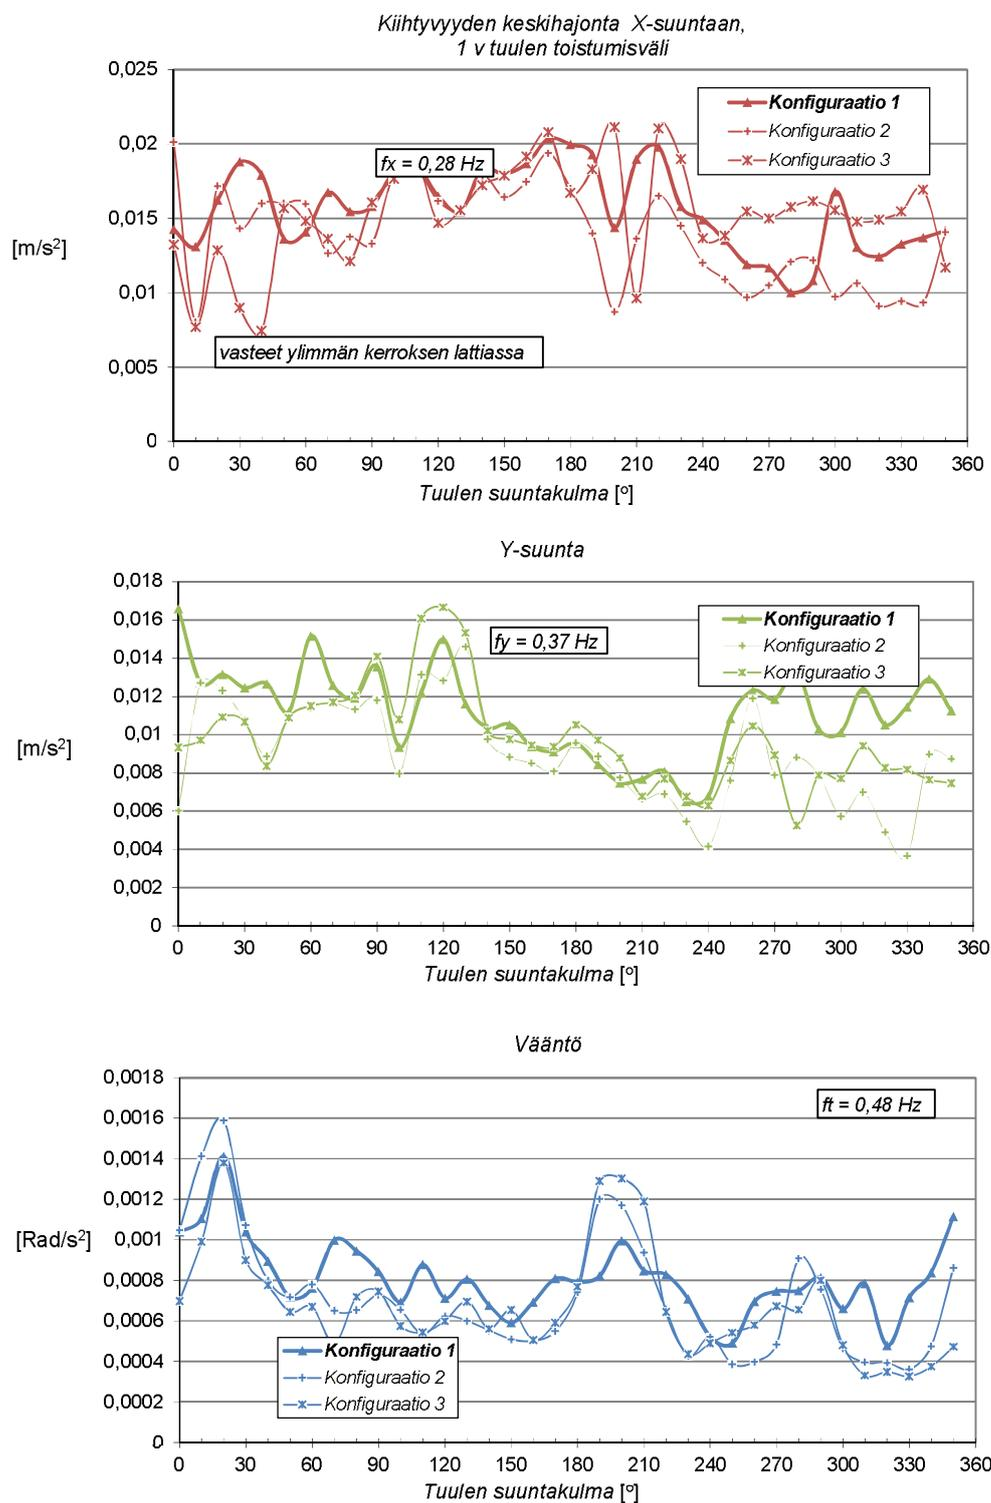 Kiihtyvyyden keskihajonta X-suuntaan,
1 v tuulen toistumisväli
0,025
0,02
0,015
0,01
0,005
0
[m/s²]
Konfiguraatio 1
Konfiguraatio 2
Konfiguraatio 3
fx = 0,28 Hz
vasteet ylimmän kerroksen lattiassa
0 30 60 90 120 150 180 210 240 270 300 330 360
Tuulen suuntakulma [º]
Y-suunta
0,018
0,016
0,014
0,012
0,01
0,008
0,006
0,004
0,002
0
[m/s²]
Konfiguraatio 1
Konfiguraatio 2
Konfiguraatio 3
fy = 0,37 Hz
0 30 60 90 120 150 180 210 240 270 300 330 360
Tuulen suuntakulma [º]
Vääntö
0,0018
0,0016
0,0014
0,0012
0,001
0,0008
0,0006
0,0004
0,0002
0
[Rad/s²]
ft = 0,48 Hz
Konfiguraatio 1
Konfiguraatio 2
Konfiguraatio 3
0 30 60 90 120 150 180 210 240 270 300 330 360
Tuulen suuntakulma [º]